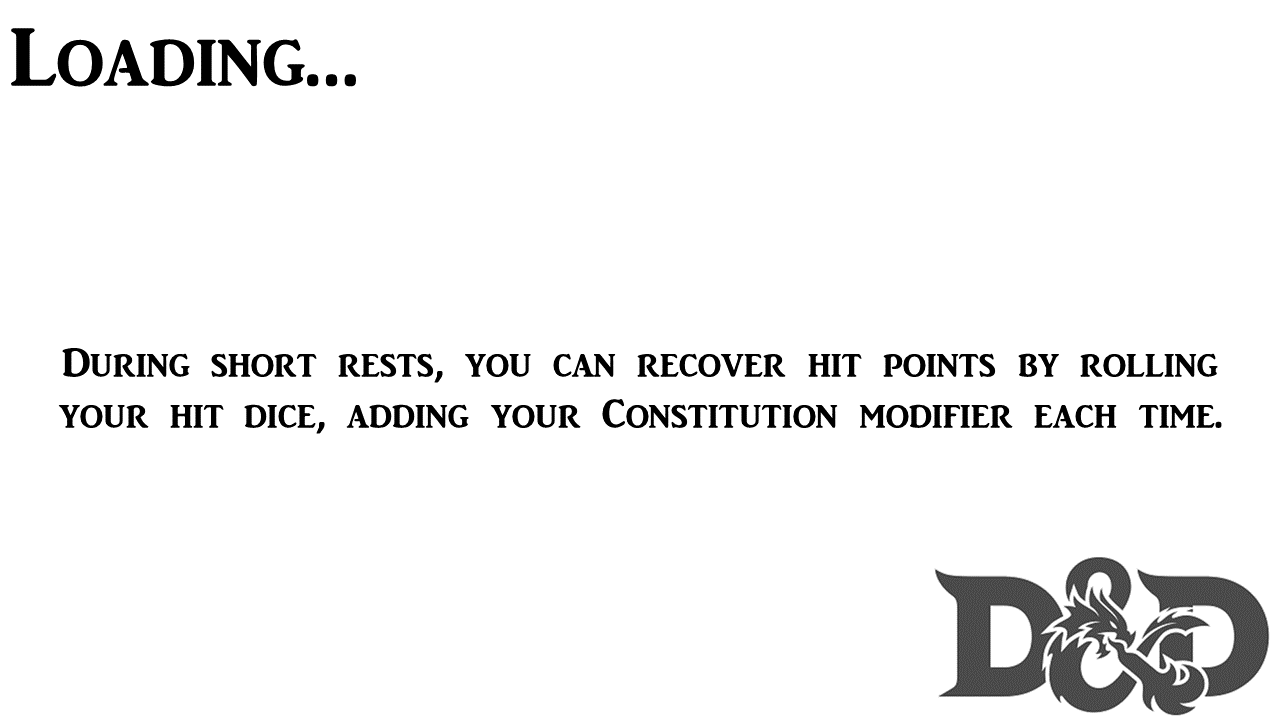 Loading...
During short rests, you can recover hit points by rolling
your hit dice, adding your Constitution modifier each time.
D&D